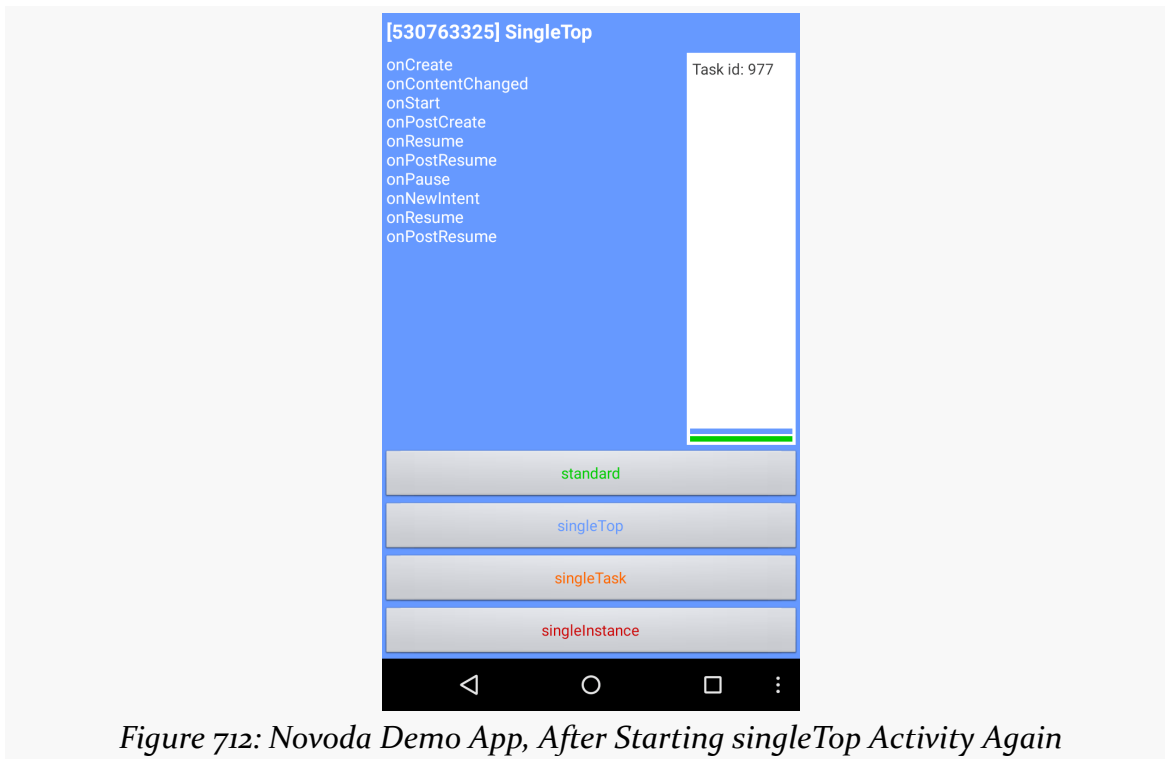 [530763325] SingleTop
onCreate
onContentChanged
onStart
onPostCreate
onResume
onPostResume
onPause
onNewIntent
onResume
onPostResume
Task id: 977
standard
singleTop
singleTask
singleInstance
Figure 712: Novoda Demo App, After Starting singleTop Activity Again